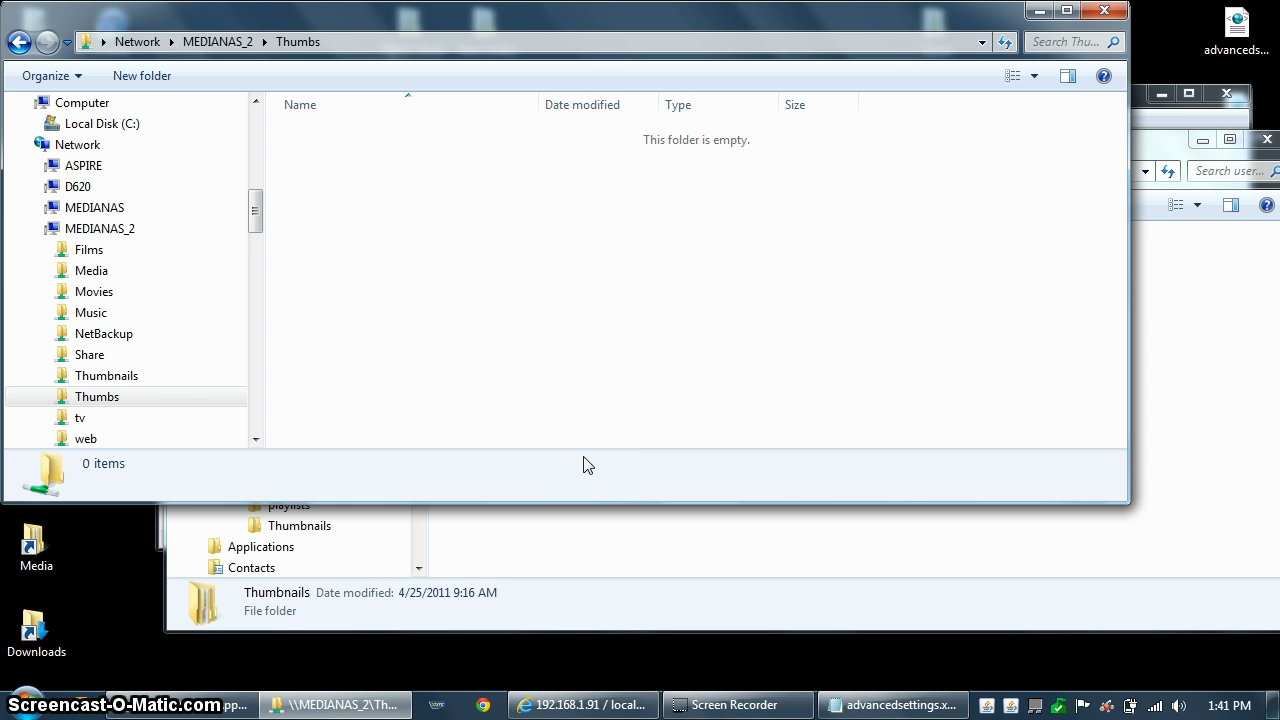 Network MEDIANAS_2 Thumbs
Search Thu...
advanceds...
Organize New folder
Name Date modified Type Size
This folder is empty.
Computer
Local Disk (C:)
Network
ASPIRE
D620
MEDIANAS
MEDIANAS_2
Films
Media
Movies
Music
NetBackup
Share
Thumbnails
Thumbs
tv
web
0 items
Search user...
playlists
Thumbnails
Applications
Contacts
Thumbnails Date modified: 4/25/2011 9:16 AM
File folder
Media
Downloads
Screencast-O-Matic.com
pp...
\\MEDIANAS_2\Th...
192.168.1.91 / local...
Screen Recorder
advancedsettings.x...
1:41 PM